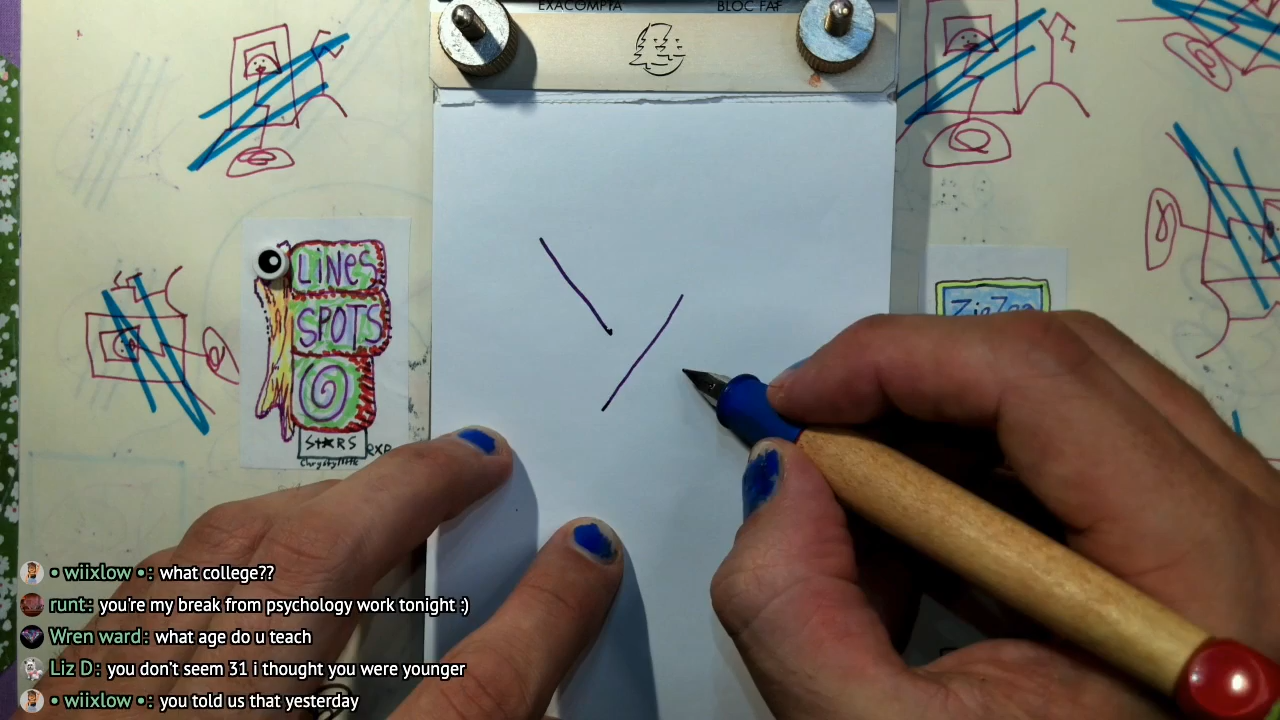 EXACOMPTA BLOC FAF
LiNeS
SPOTS
STARS
ZigZag
• wiixlow •: what college??
runt: you're my break from psychology work tonight :)
Wren ward: what age do u teach
Liz D: you don't seem 31 i thought you were younger
• wiixlow •: you told us that yesterday